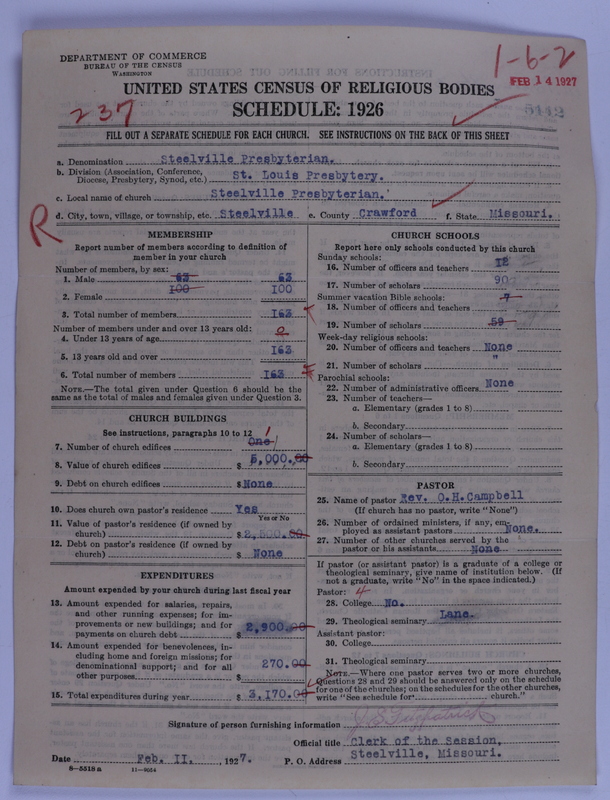 DEPARTMENT OF COMMERCE
BUREAU OF THE CENSUS
WASHINGTON
1-6-2
FEB 14 1927
UNITED STATES CENSUS OF RELIGIOUS BODIES
237
SCHEDULE: 1926
5112
FILL OUT A SEPARATE SCHEDULE FOR EACH CHURCH. SEE INSTRUCTIONS ON THE BACK OF THIS SHEET
a. Denomination Steelville Presbyterian.
b. Division (Association, Conference, Diocese, Presbytery, Synod, etc.) St. Louis Presbytery.
c. Local name of church Steelville Presbyterian.
R
d. City, town, village, or township, etc. Steelville e. County Crawford f. State Missouri.
MEMBERSHIP
Report number of members according to definition of
member in your church
Number of members, by sex:
1. Male 63 63
2. Female 100 I00
3. Total number of members I63
Number of members under and over 13 years old:
4. Under 13 years of age 0
5. 13 years old and over I63
6. Total number of members I63
NOTE.—The total given under Question 6 should be
same as the total of males and females given under Question 3.
CHURCH BUILDINGS
See instructions, paragraphs 10 to 12
7. Number of church edifices One 1
8. Value of church edifices $ 5,000.00
9. Debt on church edifices $ None
10. Does church own pastor's residence? Yes
Yes or No
11. Value of pastor's residence (if owned by
church) $ 2,500.00
12. Debt on pastor's residence (if owned by
church) $ None
EXPENDITURES
Amount expended by your church during last fiscal year
13. Amount expended for salaries, repairs,
and other running expenses; for im-
provements or new buildings; and for
payments on church debt $ 2,900.00
14. Amount expended for benevolences, in-
cluding home and foreign missions; for
denominational support; and for all
other purposes $ 270.00
15. Total expenditures during year $ 3,170.00
CHURCH SCHOOLS
Report here only schools conducted by this church
Sunday schools:
16. Number of officers and teachers I2
17. Number of scholars 90
Summer vacation Bible schools:
18. Number of officers and teachers 7
19. Number of scholars 59
Week-day religious schools:
20. Number of officers and teachers None
21. Number of scholars "
Parochial schools:
22. Number of administrative officers None
23. Number of teachers—
a. Elementary (grades 1 to 8)
b. Secondary
24. Number of scholars—
a. Elementary (grades 1 to 8)
b. Secondary
PASTOR
25. Name of pastor Rev. O.H.Campbell
(If church has no pastor, write "None")
26. Number of ordained ministers, if any, em-
ployed as assistant pastors None.
27. Number of other churches served by the
pastor or his assistants None
If pastor (or assistant pastor) is a graduate of a college or
theological seminary, give name of institution below. (If
not a graduate, write "No" in the space indicated.)
Pastor: 4
28. College No.
29. Theological seminary Lane.
Assistant pastor:
30. College
31. Theological seminary
NOTE.—Where one pastor serves two or more churches,
Questions 28 and 29 should be answered only on the schedule
for one of the churches; on the schedules for the other churches,
write "See schedule for church."
Signature of person furnishing information
Official title Clerk of the Session,
Date Feb. II., 1927. P. O. Address Steelville, Missouri.
8—5518a 11—9054